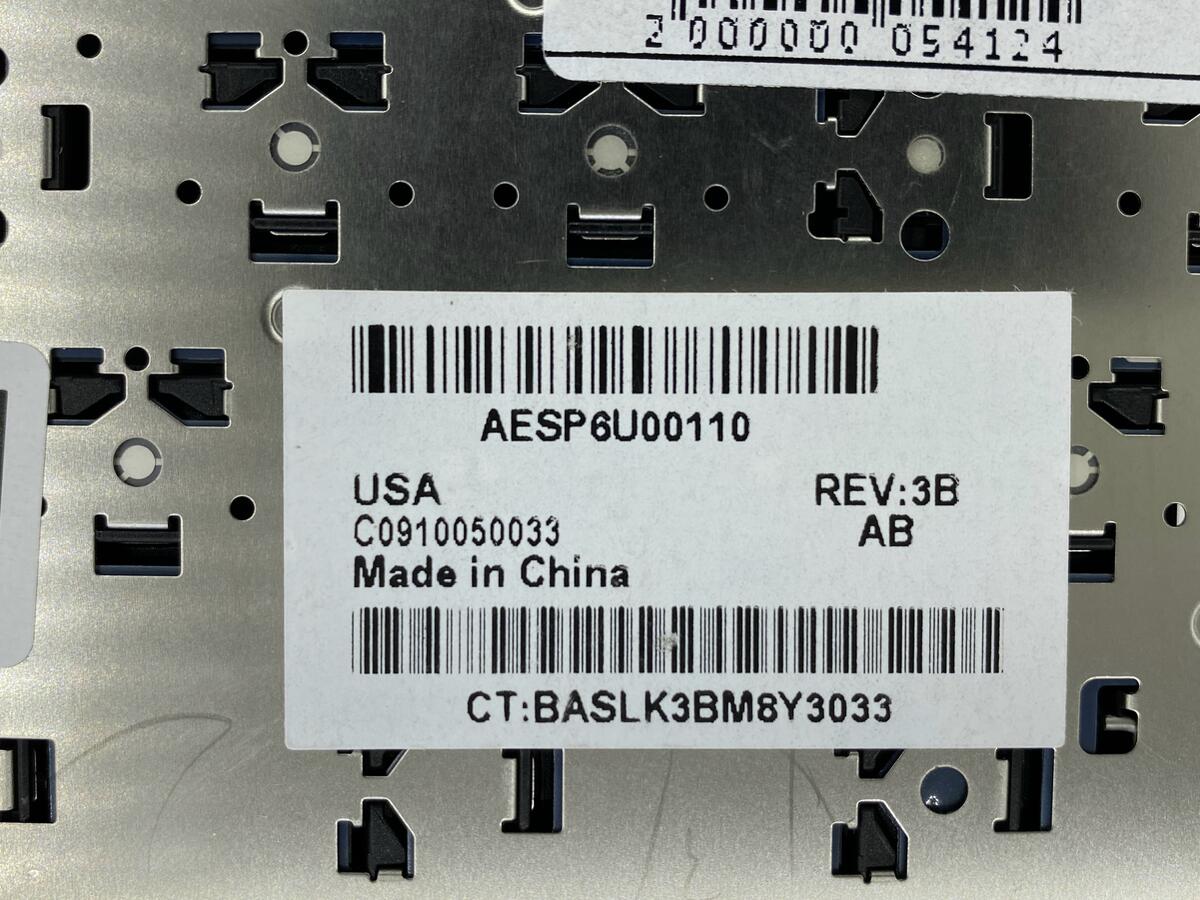 2 000000 054124
AESP6U00110
USA REV:3B
C0910050033 AB
Made in China
CT:BASLK3BM8Y3033